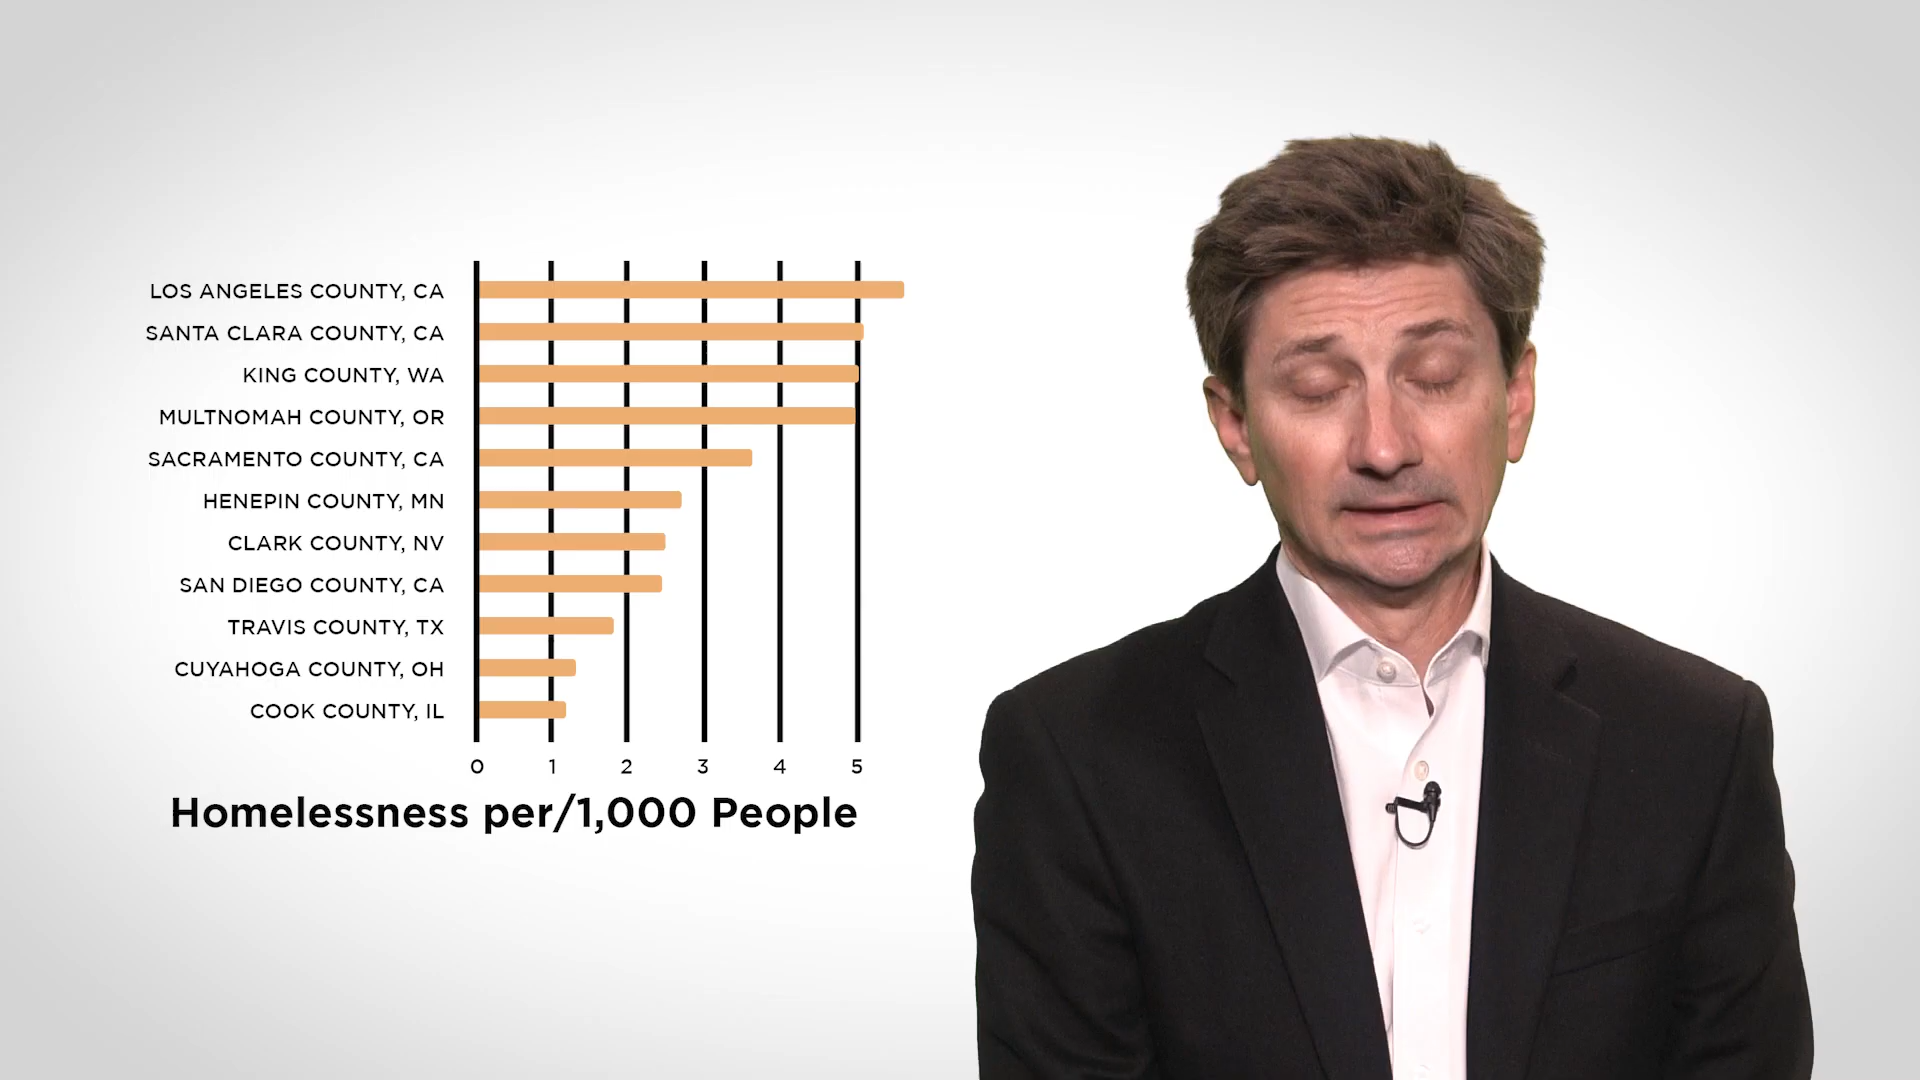 LOS ANGELES COUNTY, CA
SANTA CLARA COUNTY, CA
KING COUNTY, WA
MULTNOMAH COUNTY, OR
SACRAMENTO COUNTY, CA
HENEPIN COUNTY, MN
CLARK COUNTY, NV
SAN DIEGO COUNTY, CA
TRAVIS COUNTY, TX
CUYAHOGA COUNTY, OH
COOK COUNTY, IL
0 1 2 3 4 5
Homelessness per/1,000 People